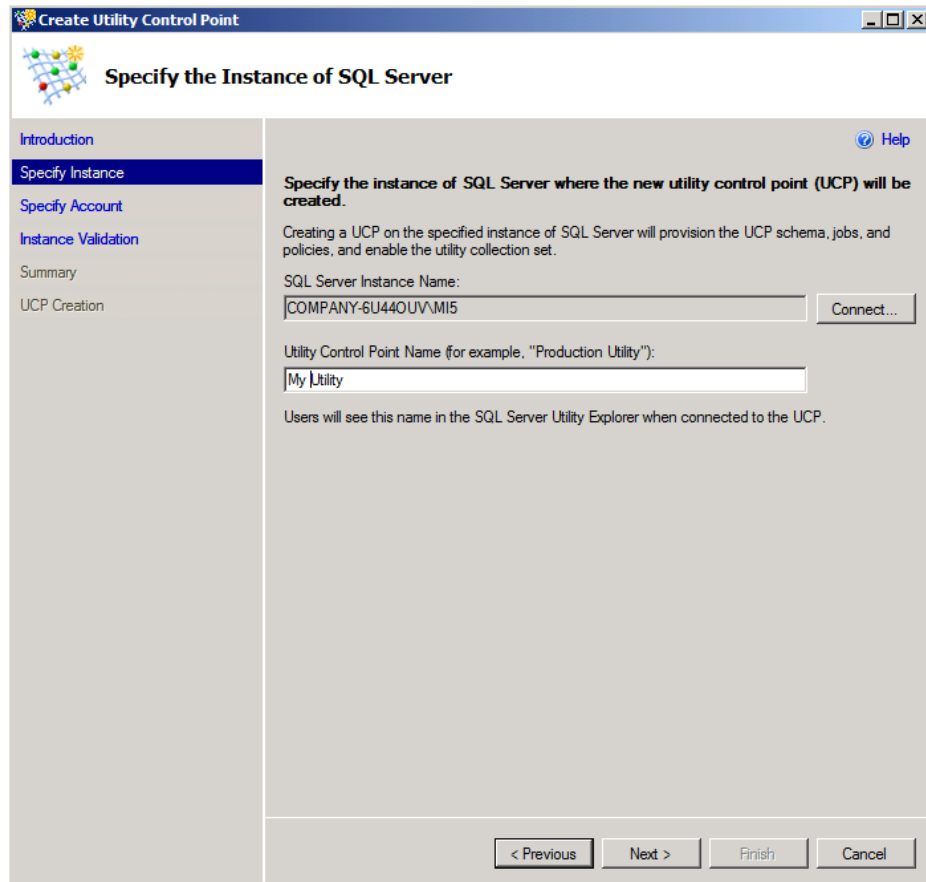 Create Utility Control Point
Specify the Instance of SQL Server
Introduction
Specify Instance
Specify Account
Instance Validation
Summary
UCP Creation
Help
Specify the instance of SQL Server where the new utility control point (UCP) will be
created.
Creating a UCP on the specified instance of SQL Server will provision the UCP schema, jobs, and
policies, and enable the utility collection set.
SQL Server Instance Name:
COMPANY-6U44OUV\MI5
Connect...
Utility Control Point Name (for example, "Production Utility"):
My Utility
Users will see this name in the SQL Server Utility Explorer when connected to the UCP.
< Previous
Next >
Finish
Cancel